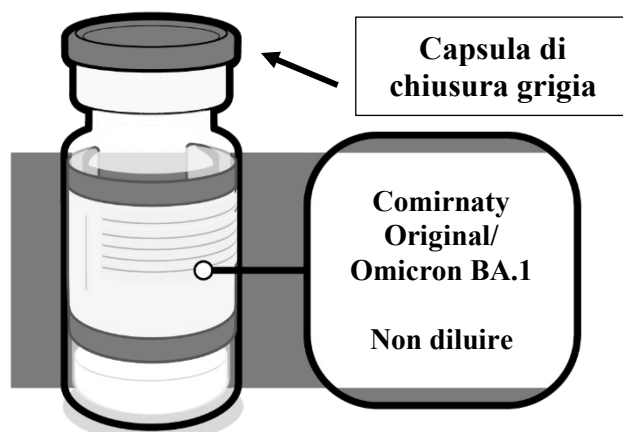 Capsula di
chiusura grigia
Comirnaty
Original/
Omicron BA.1
Non diluire